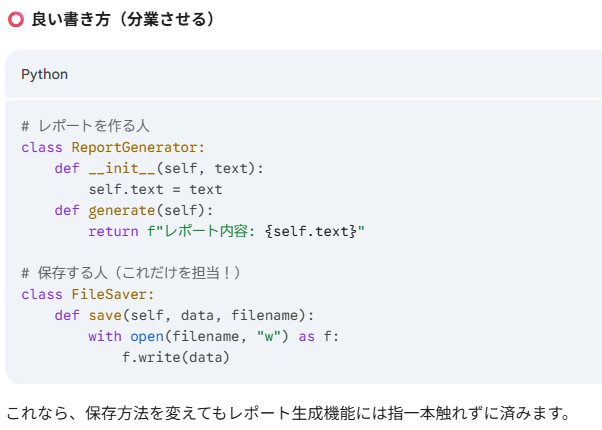 ⭕ 良い書き方（分業させる）
Python
# レポートを作る人
class ReportGenerator:
    def __init__(self, text):
        self.text = text
    def generate(self):
        return f"レポート内容: {self.text}"

# 保存する人（これだけを担当！）
class FileSaver:
    def save(self, data, filename):
        with open(filename, "w") as f:
            f.write(data)
これなら、保存方法を変えてもレポート生成機能には指一本触れずに済みます。